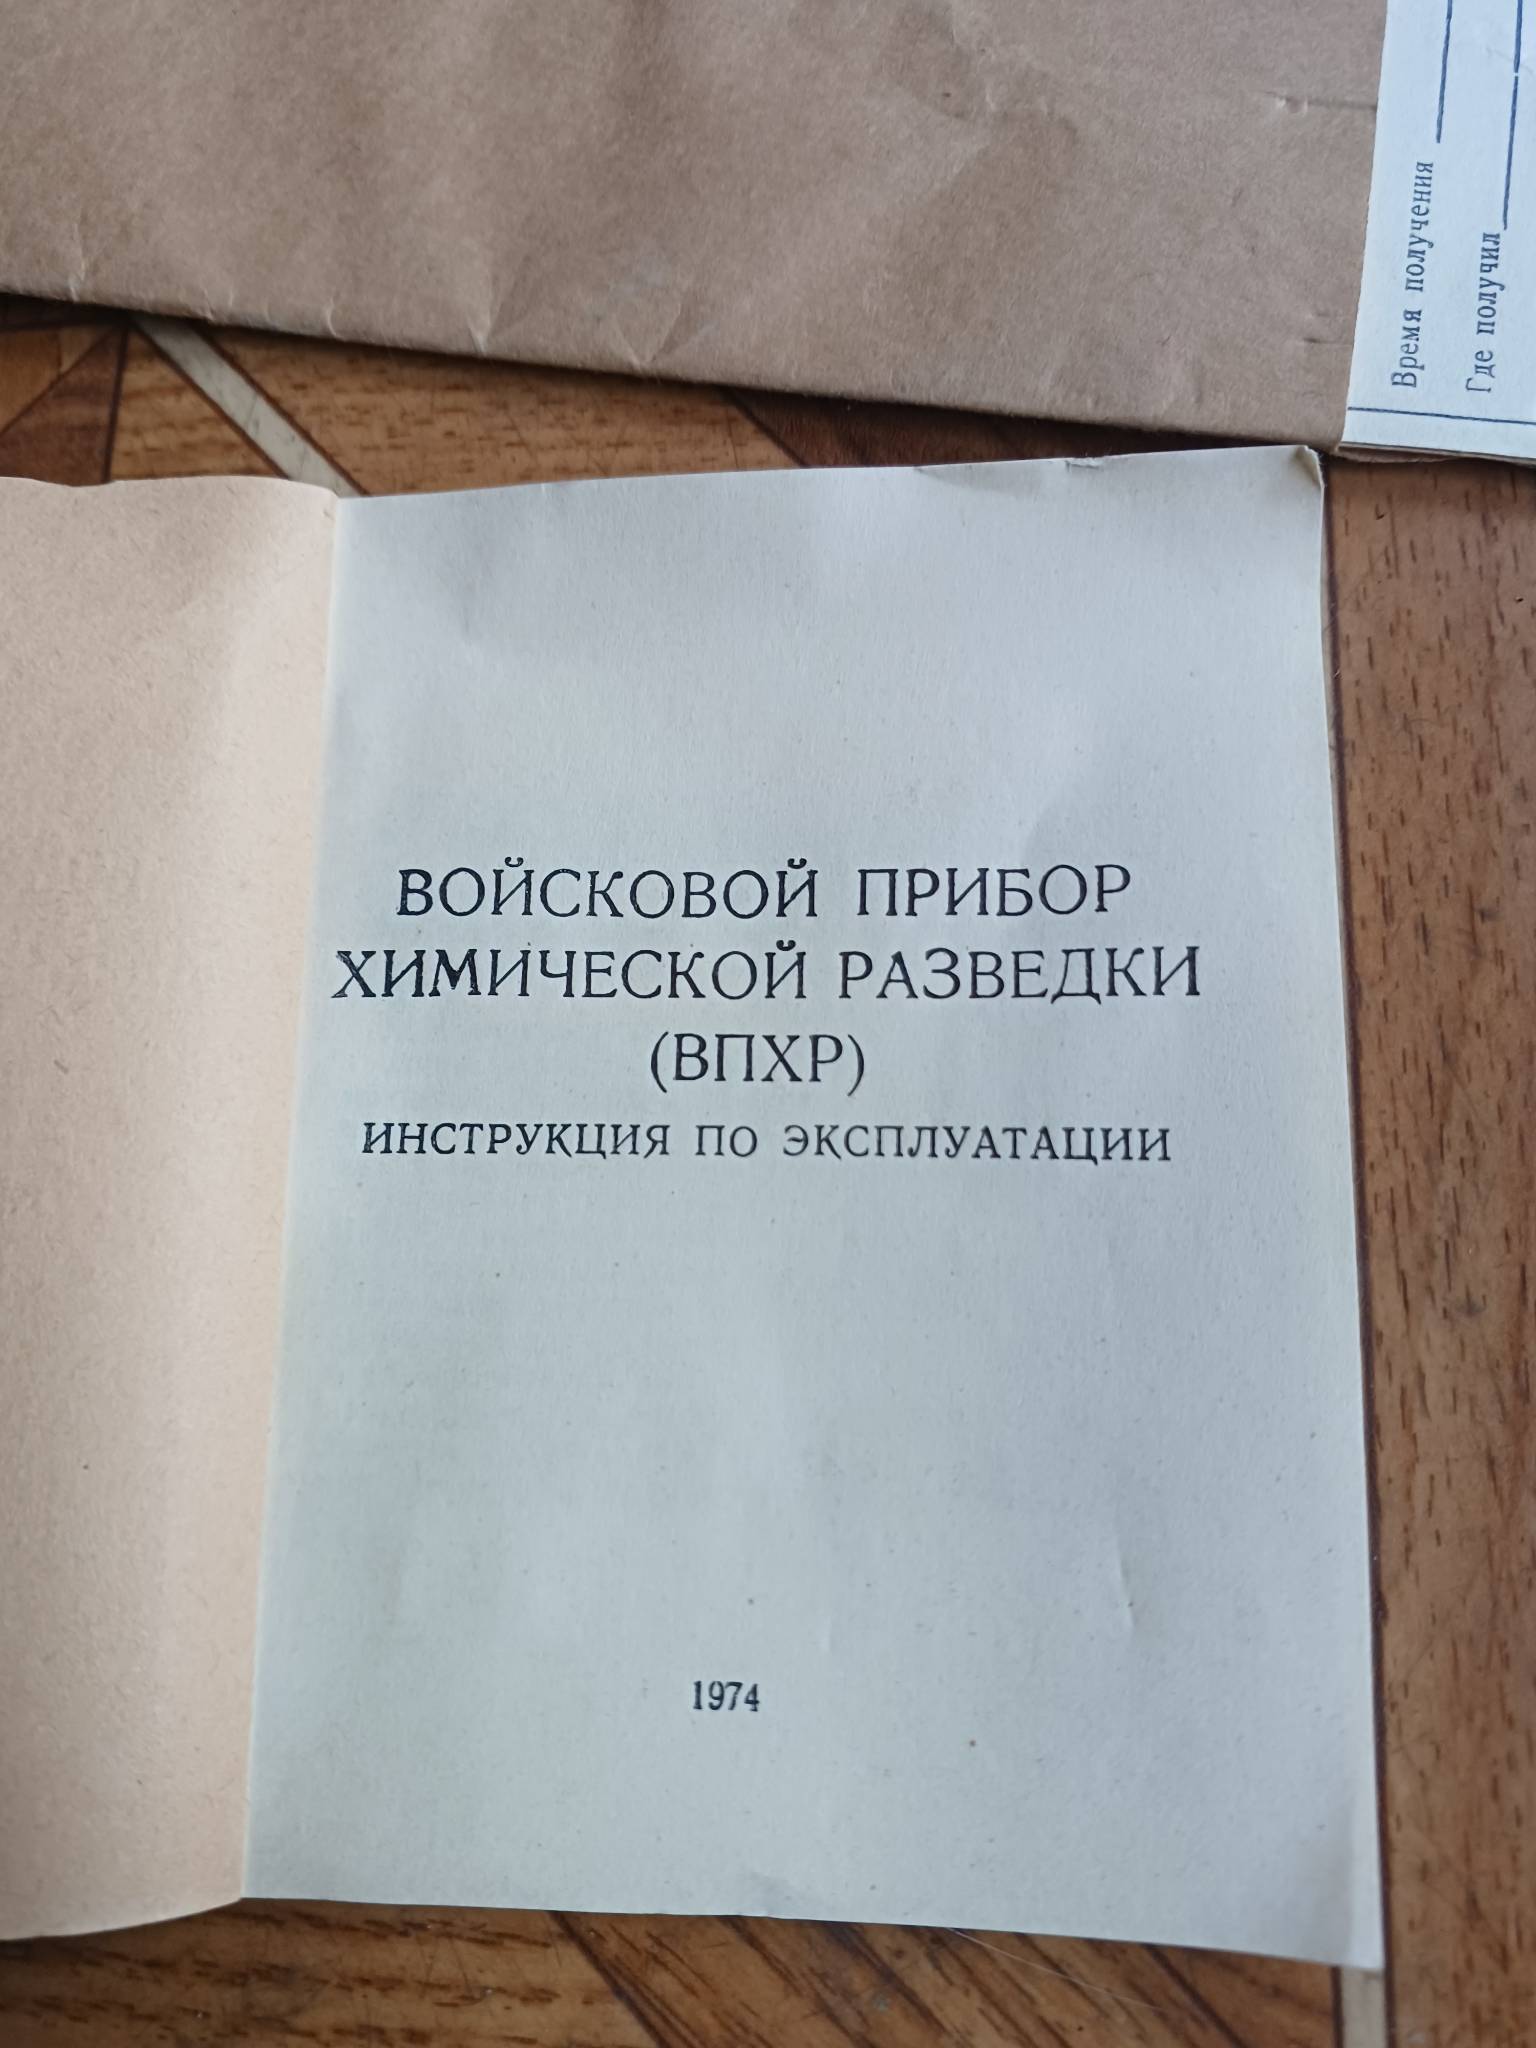 Время получения
Где получил
ВОЙСКОВОЙ ПРИБОР
ХИМИЧЕСКОЙ РАЗВЕДКИ
(ВПХР)
ИНСТРУКЦИЯ ПО ЭКСПЛУАТАЦИИ
1974